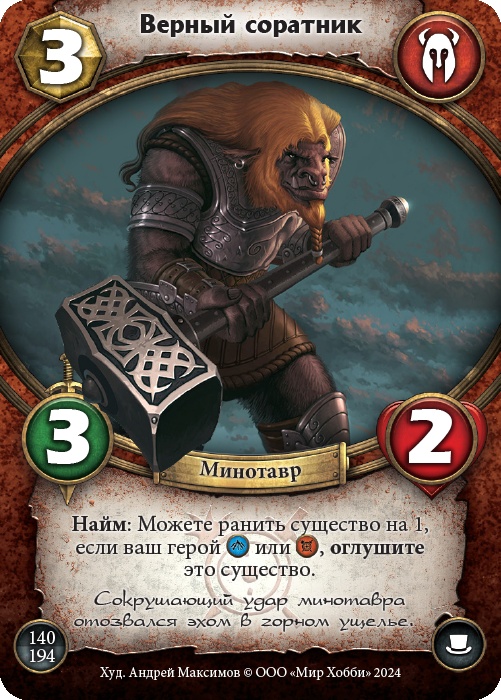 Верный соратник
3
3
2
Минотавр
Найм: Можете ранить существо на 1,
если ваш герой или , оглушите
это существо.
Сокрушающий удар минотавра
отозвался эхом в горном ущелье.
140
194
Худ. Андрей Максимов © ООО «Мир Хобби» 2024